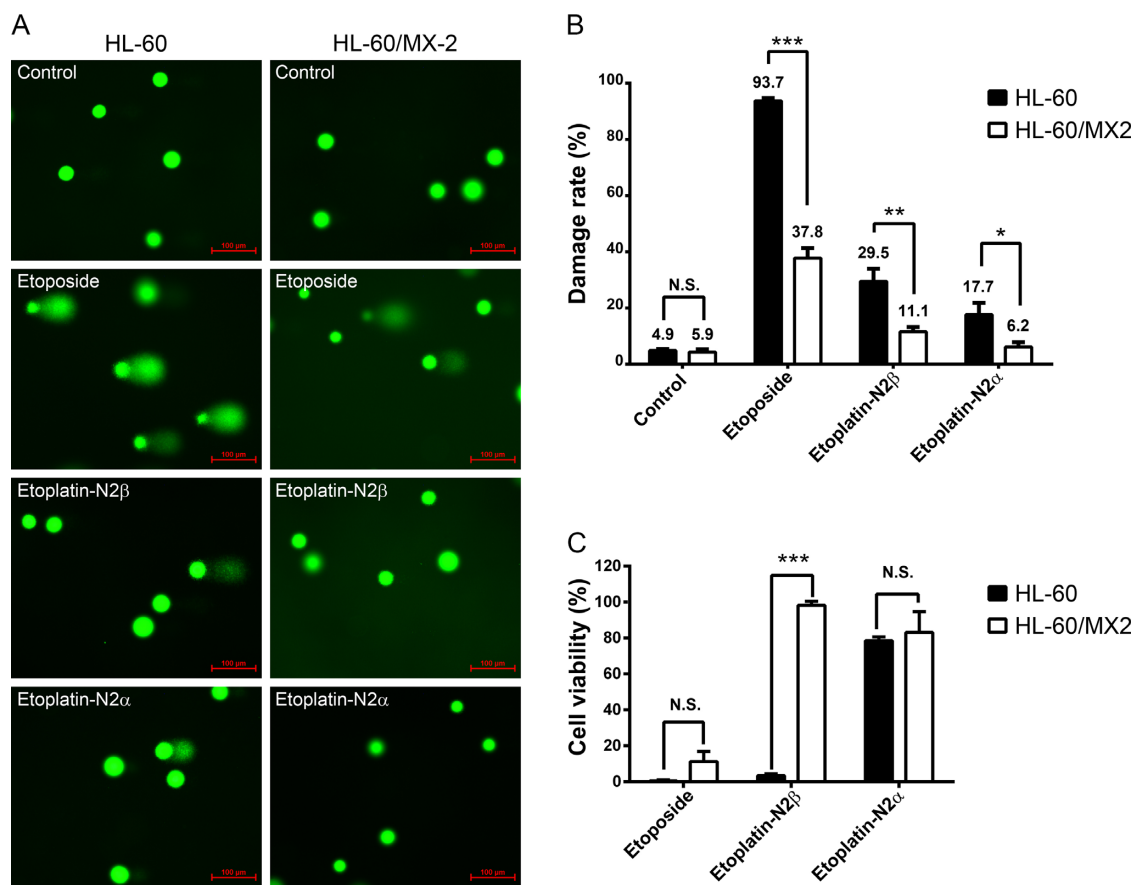 A
HL-60
HL-60/MX-2
Control
100 µm
Control
100 µm
Etoposide
100 µm
Etoposide
100 µm
Etoplatin-N2β
100 µm
Etoplatin-N2β
100 µm
Etoplatin-N2α
100 µm
Etoplatin-N2α
100 µm
B
Damage rate (%)
100
80
60
40
20
0
N.S.
4.9
5.9
***
93.7
37.8
**
29.5
11.1
*
17.7
6.2
Control
Etoposide
Etoplatin-N2β
Etoplatin-N2α
HL-60
HL-60/MX2
C
Cell viability (%)
120
100
80
60
40
20
0
N.S.
***
N.S.
Etoposide
Etoplatin-N2β
Etoplatin-N2α
HL-60
HL-60/MX2